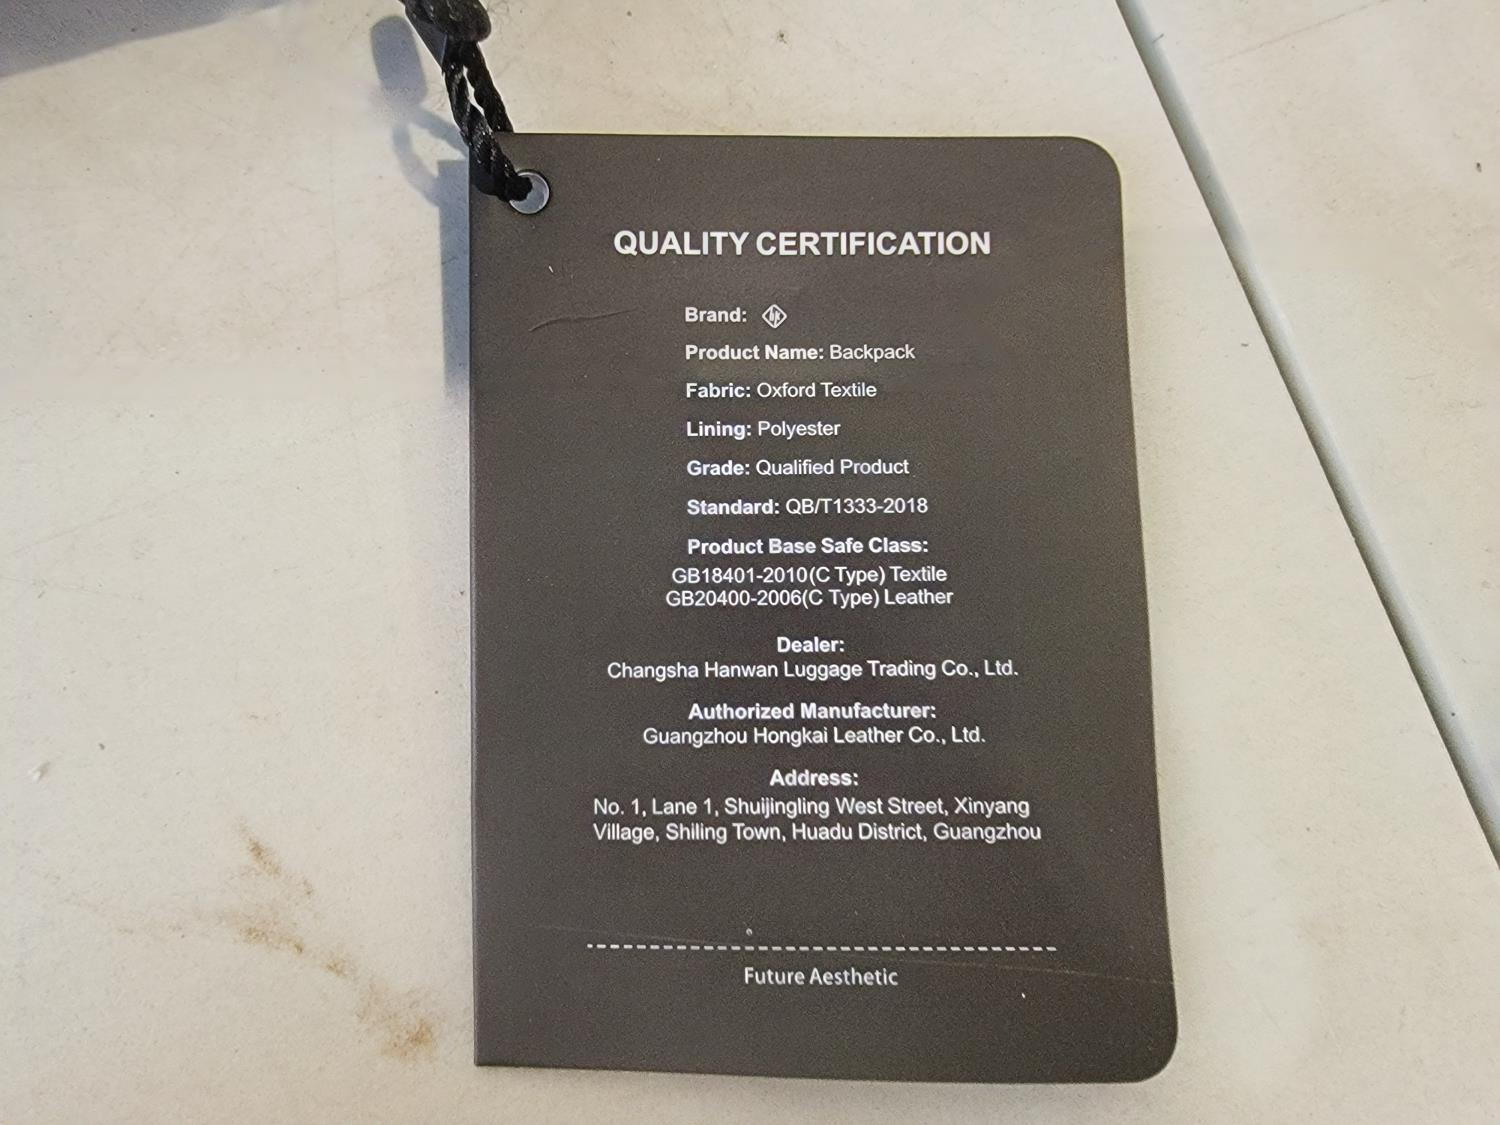 QUALITY CERTIFICATION
Brand:
Product Name: Backpack
Fabric: Oxford Textile
Lining: Polyester
Grade: Qualified Product
Standard: QB/T1333-2018
Product Base Safe Class:
GB18401-2010(C Type) Textile
GB20400-2006(C Type) Leather
Dealer:
Changsha Hanwan Luggage Trading Co., Ltd.
Authorized Manufacturer:
Guangzhou Hongkai Leather Co., Ltd.
Address:
No. 1, Lane 1, Shuijingling West Street, Xinyang
Village, Shiling Town, Huadu District, Guangzhou
Future Aesthetic